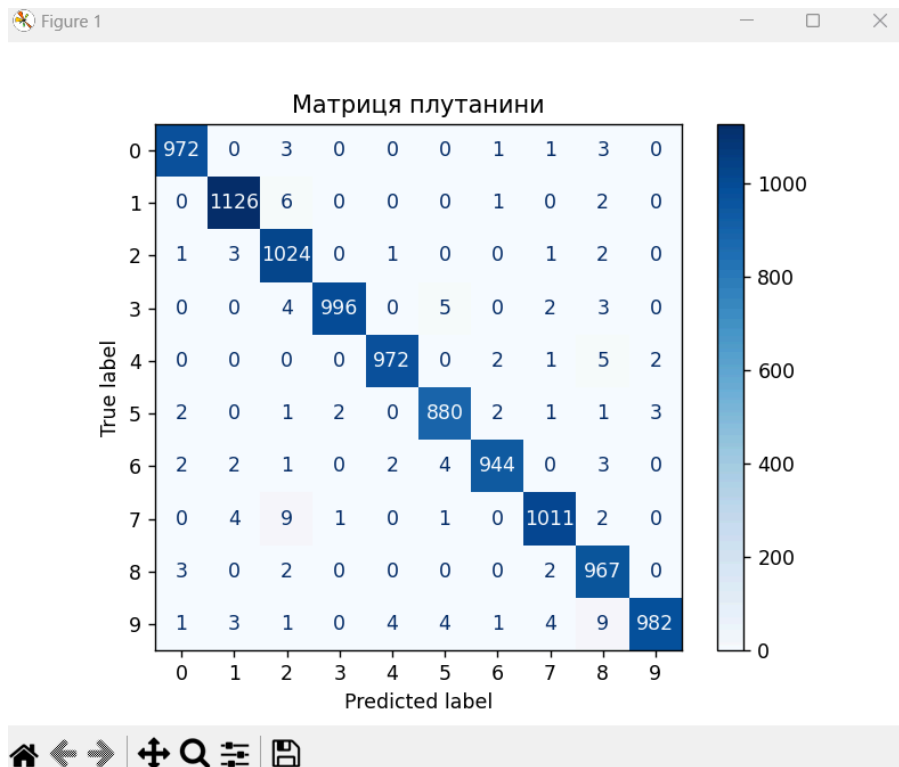 Figure 1
Матриця плутанини
0 972 0 3 0 0 0 1 1 3 0
1 0 1126 6 0 0 0 1 0 2 0
2 1 3 1024 0 1 0 0 1 2 0
3 0 0 4 996 0 5 0 2 3 0
4 0 0 0 0 972 0 2 1 5 2
5 2 0 1 2 0 880 2 1 1 3
6 2 2 1 0 2 4 944 0 3 0
7 0 4 9 1 0 1 0 1011 2 0
8 3 0 2 0 0 0 0 2 967 0
9 1 3 1 0 4 4 1 4 9 982
0 1 2 3 4 5 6 7 8 9
True label
Predicted label
1000
800
600
400
200
0